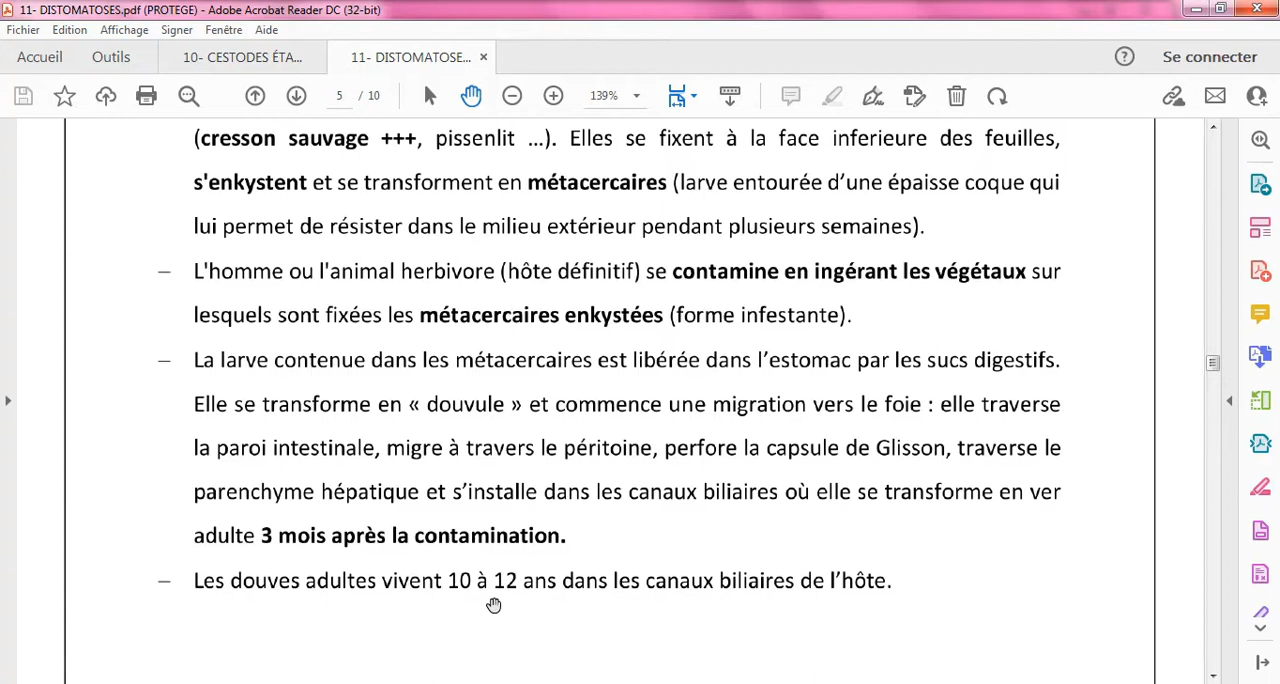 11- DISTOMATOSES.pdf (PROTEGE) - Adobe Acrobat Reader DC (32-bit)
Fichier Edition Affichage Signer Fenêtre Aide
Accueil Outils 10- CESTODES ÉTA... 11- DISTOMATOSE... × Se connecter
5 / 10 139%
(cresson sauvage +++, pissenlit ...). Elles se fixent à la face inferieure des feuilles,
s'enkystent et se transforment en métacercaires (larve entourée d’une épaisse coque qui
lui permet de résister dans le milieu extérieur pendant plusieurs semaines).
– L'homme ou l'animal herbivore (hôte définitif) se contamine en ingérant les végétaux sur
lesquels sont fixées les métacercaires enkystées (forme infestante).
– La larve contenue dans les métacercaires est libérée dans l’estomac par les sucs digestifs.
Elle se transforme en « douvule » et commence une migration vers le foie : elle traverse
la paroi intestinale, migre à travers le péritoine, perfore la capsule de Glisson, traverse le
parenchyme hépatique et s’installe dans les canaux biliaires où elle se transforme en ver
adulte 3 mois après la contamination.
– Les douves adultes vivent 10 à 12 ans dans les canaux biliaires de l’hôte.